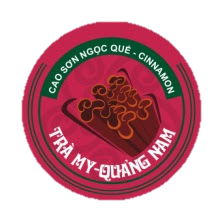 CAO SƠN NGỌC QUẾ - CINNAMON
TRÀ MY-QUẢNG NAM